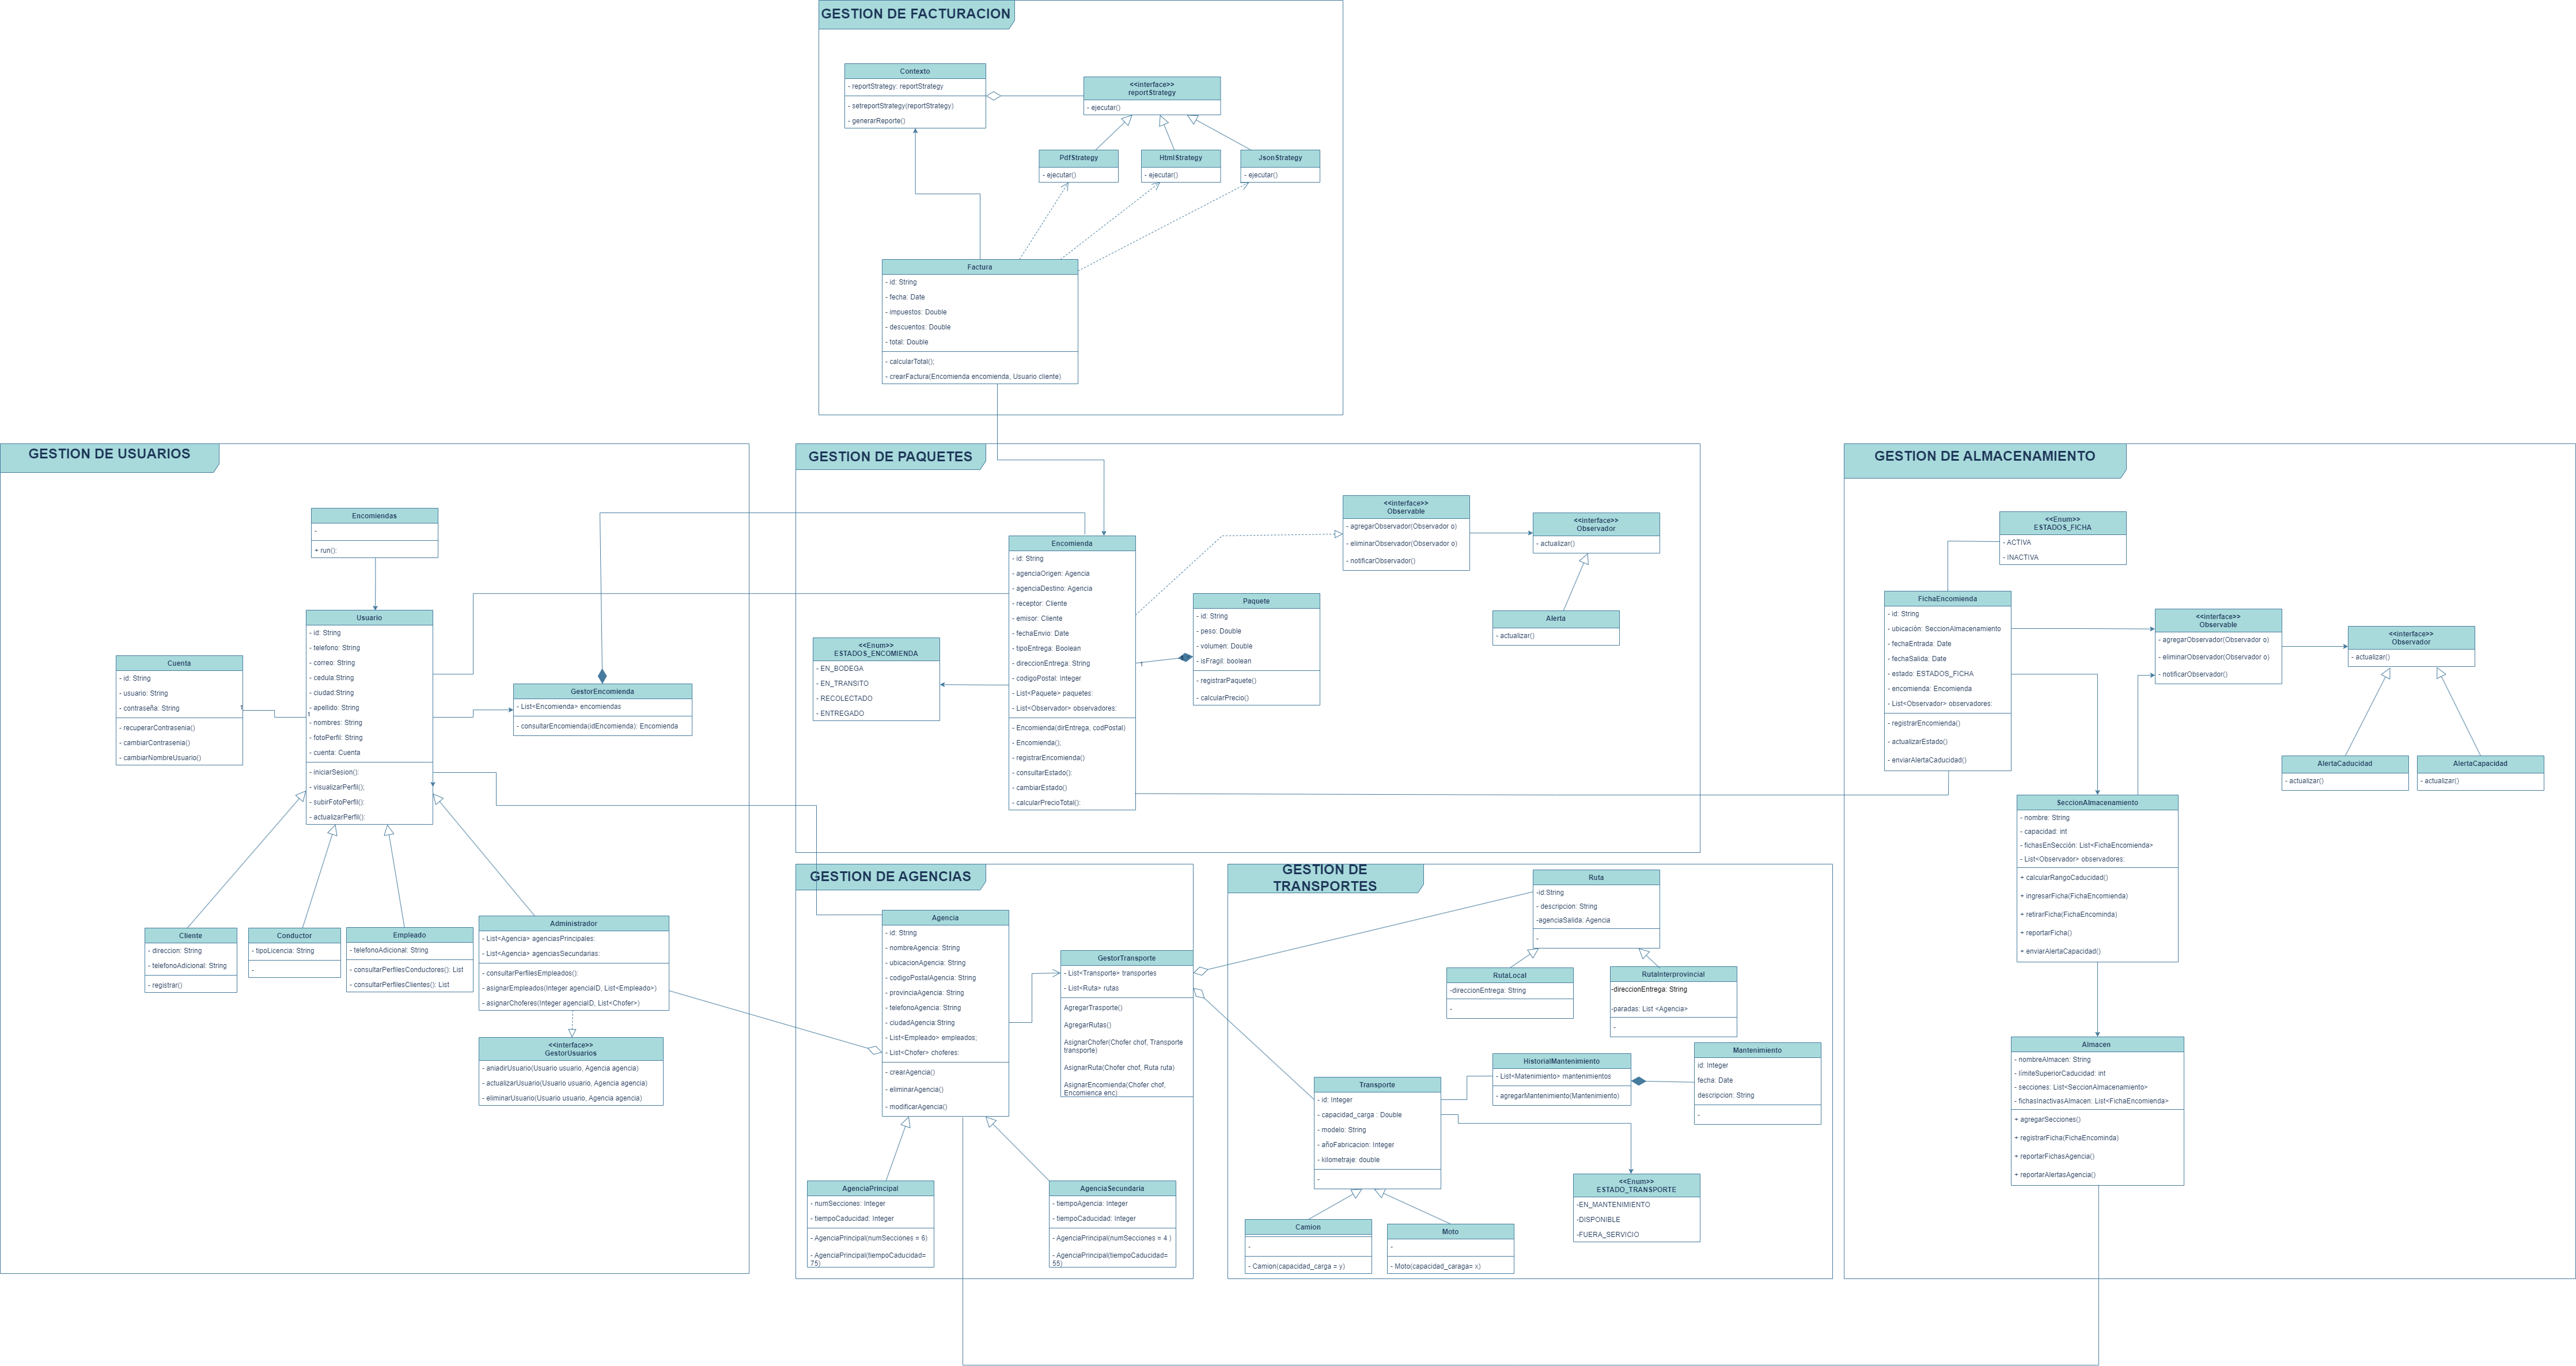 GESTION DE FACTURACION
Contexto
- reportStrategy: reportStrategy
- setreportStrategy(reportStrategy)
- generarReporte()
<<interface>>
reportStrategy
- ejecutar()
PdfStrategy
- ejecutar()
HtmlStrategy
- ejecutar()
JsonStrategy
- ejecutar()
Factura
- id: String
- fecha: Date
- impuestos: Double
- descuentos: Double
- total: Double
- calcularTotal();
- crearFactura(Encomienda encomienda, Usuario cliente)
GESTION DE USUARIOS
Encomiendas
-
+ run():
Usuario
- id: String
- telefono: String
- correo: String
- cedula:String
- ciudad:String
- apellido: String
- nombres: String
- fotoPerfil: String
- cuenta: Cuenta
- iniciarSesion():
- visualizarPerfil();
- subirFotoPerfil():
- actualizarPerfil():
Cuenta
- id: String
- usuario: String
- contraseña: String
- recuperarContrasenia()
- cambiarContrasenia()
- cambiarNombreUsuario()
1
1
GestorEncomienda
- List<Encomienda> encomiendas
- consultarEncomienda(idEncomienda): Encomienda
Cliente
- direccion: String
- telefonoAdicional: String
- registrar()
Conductor
- tipoLicencia: String
-
Empleado
- telefonoAdicional: String
- consultarPerfilesConductores(): List
- consultarPerfilesClientes(): List
Administrador
- List<Agencia> agenciasPrincipales:
- List<Agencia> agenciasSecundarias:
- consultarPerfilesEmpleados():
- asignarEmpleados(Integer agenciaID, List<Empleado>)
- asignarChoferes(Integer agenciaID, List<Chofer>)
<<interface>>
GestorUsuarios
- aniadirUsuario(Usuario usuario, Agencia agencia)
- actualizarUsuario(Usuario usuario, Agencia agencia)
- eliminarUsuario(Usuario usuario, Agencia agencia)
GESTION DE PAQUETES
Encomienda
- id: String
- agenciaOrigen: Agencia
- agenciaDestino: Agencia
- receptor: Cliente
- emisor: Cliente
- fechaEnvio: Date
- tipoEntrega: Boolean
- direccionEntrega: String
- codigoPostal: Integer
- List<Paquete> paquetes:
- List<Observador> observadores:
- Encomienda(dirEntrega, codPostal)
- Encomienda();
- registrarEncomienda()
- consultarEstado():
- cambiarEstado()
- calcularPrecioTotal():
<<Enum>>
ESTADOS_ENCOMIENDA
- EN_BODEGA
- EN_TRANSITO
- RECOLECTADO
- ENTREGADO
1
Paquete
- id: String
- peso: Double
- volumen: Double
- isFragil: boolean
- registrarPaquete()
- calcularPrecio()
<<interface>>
Observable
- agregarObservador(Observador o)
- eliminarObservador(Observador o)
- notificarObservador()
<<interface>>
Observador
- actualizar()
Alerta
- actualizar()
GESTION DE ALMACENAMIENTO
<<Enum>>
ESTADOS_FICHA
- ACTIVA
- INACTIVA
FichaEncomienda
- id: String
- ubicación: SeccionAlmacenamiento
- fechaEntrada: Date
- fechaSalida: Date
- estado: ESTADOS_FICHA
- encomienda: Encomienda
- List<Observador> observadores:
- registrarEncomienda()
- actualizarEstado()
- enviarAlertaCaducidad()
<<interface>>
Observable
- agregarObservador(Observador o)
- eliminarObservador(Observador o)
- notificarObservador()
<<interface>>
Observador
- actualizar()
AlertaCaducidad
- actualizar()
AlertaCapacidad
- actualizar()
SeccionAlmacenamiento
- nombre: String
- capacidad: int
- fichasEnSección: List<FichaEncomienda>
- List<Observador> observadores:
+ calcularRangoCaducidad()
+ ingresarFicha(FichaEncomienda)
+ retirarFicha(FichaEncominda)
+ reportarFicha()
+ enviarAlertaCapacidad()
Almacen
- nombreAlmacen: String
- límiteSuperiorCaducidad: int
- secciones: List<SeccionAlmacenamiento>
- fichasInactivasAlmacen: List<FichaEncomienda>
+ agregarSecciones()
+ registrarFicha(FichaEncominda)
+ reportarFichasAgencia()
+ reportarAlertasAgencia()
GESTION DE AGENCIAS
Agencia
- id: String
- nombreAgencia: String
- ubicacionAgencia: String
- codigoPostalAgencia: String
- provinciaAgencia: String
- telefonoAgencia: String
- ciudadAgencia:String
- List<Empleado> empleados;
- List<Chofer> choferes:
- crearAgencia()
- eliminarAgencia()
- modificarAgencia()
GestorTransporte
- List<Transporte> transportes
- List<Ruta> rutas
AgregarTrasporte()
AgregarRutas()
AsignarChofer(Chofer chof, Transporte
transporte)
AsignarRuta(Chofer chof, Ruta ruta)
AsignarEncomienda(Chofer chof,
Encomienca enc)
AgenciaPrincipal
- numSecciones: Integer
- tiempoCaducidad: Integer
- AgenciaPrincipal(numSecciones = 6)
- AgenciaPrincipal(tiempoCaducidad=
75)
AgenciaSecundaria
- tiempoAgencia: Integer
- tiempoCaducidad: Integer
- AgenciaPrincipal(numSecciones = 4 )
- AgenciaPrincipal(tiempoCaducidad=
55)
GESTION DE
TRANSPORTES
Ruta
-id:String
- descripcion: String
-agenciaSalida: Agencia
-
RutaLocal
-direccionEntrega: String
-
RutaInterprovincial
-direccionEntrega: String
-paradas: List <Agencia>
-
Transporte
- id: Integer
- capacidad_carga : Double
- modelo: String
- añoFabricacion: Integer
- kilometraje: double
-
HistorialMantenimiento
- List<Matenimiento> mantenimientos
- agregarMantenimiento(Mantenimiento)
Mantenimiento
id: Integer
fecha: Date
descripcion: String
-
<<Enum>>
ESTADO_TRANSPORTE
-EN_MANTENIMIENTO
-DISPONIBLE
-FUERA_SERVICIO
Camion
-
- Camion(capacidad_carga = y)
Moto
-
- Moto(capacidad_caraga= x)